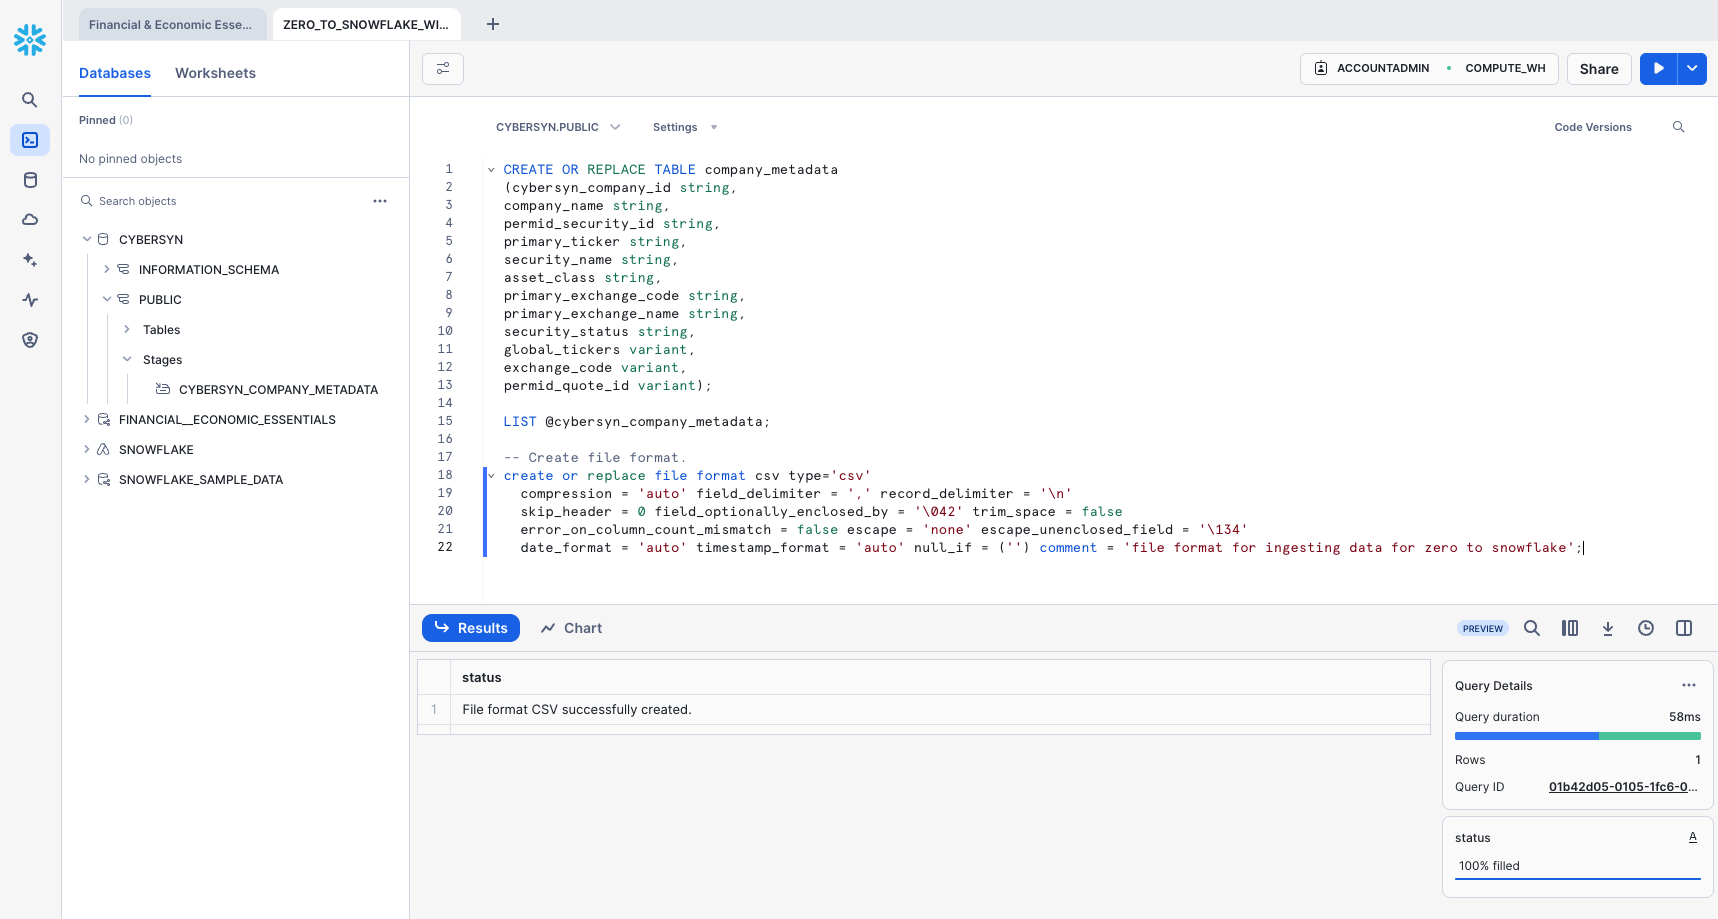 Financial & Economic Esse...
ZERO_TO_SNOWFLAKE_WI...
Databases
Worksheets
ACCOUNTADMIN
COMPUTE_WH
Share
Pinned (0)
No pinned objects
Search objects
CYBERSYN
INFORMATION_SCHEMA
PUBLIC
Tables
Stages
CYBERSYN_COMPANY_METADATA
FINANCIAL__ECONOMIC_ESSENTIALS
SNOWFLAKE
SNOWFLAKE_SAMPLE_DATA
CYBERSYN.PUBLIC
Settings
Code Versions
1 CREATE OR REPLACE TABLE company_metadata
2 (cybersyn_company_id string,
3 company_name string,
4 permid_security_id string,
5 primary_ticker string,
6 security_name string,
7 asset_class string,
8 primary_exchange_code string,
9 primary_exchange_name string,
10 security_status string,
11 global_tickers variant,
12 exchange_code variant,
13 permid_quote_id variant);
14
15 LIST @cybersyn_company_metadata;
16
17 -- Create file format.
18 create or replace file format csv type='csv'
19 compression = 'auto' field_delimiter = ',' record_delimiter = '\n'
20 skip_header = 0 field_optionally_enclosed_by = '\042' trim_space = false
21 error_on_column_count_mismatch = false escape = 'none' escape_unenclosed_field = '\134'
22 date_format = 'auto' timestamp_format = 'auto' null_if = ('') comment = 'file format for ingesting data for zero to snowflake';
Results
Chart
PREVIEW
status
1 File format CSV successfully created.
Query Details
...
Query duration 58ms
Rows 1
Query ID 01b42d05-0105-1fc6-0...
status A
100% filled